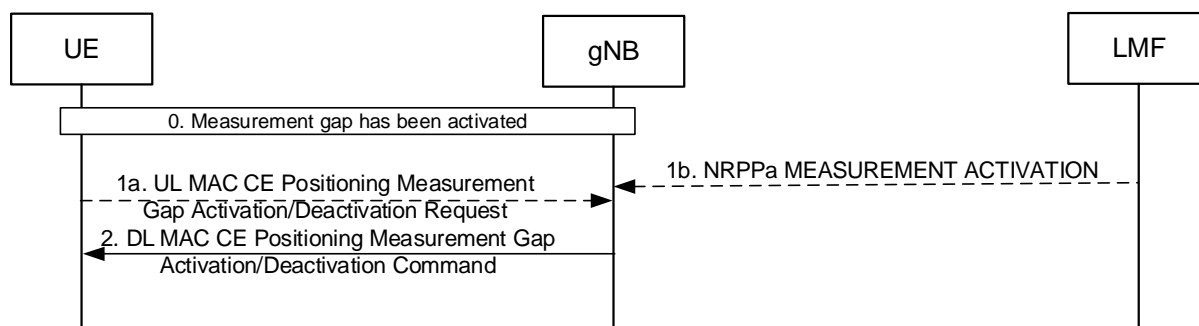 UE
gNB
LMF
0. Measurement gap has been activated
1a. UL MAC CE Positioning Measurement
Gap Activation/Deactivation Request
1b. NRPPa MEASUREMENT ACTIVATION
2. DL MAC CE Positioning Measurement Gap
Activation/Deactivation Command